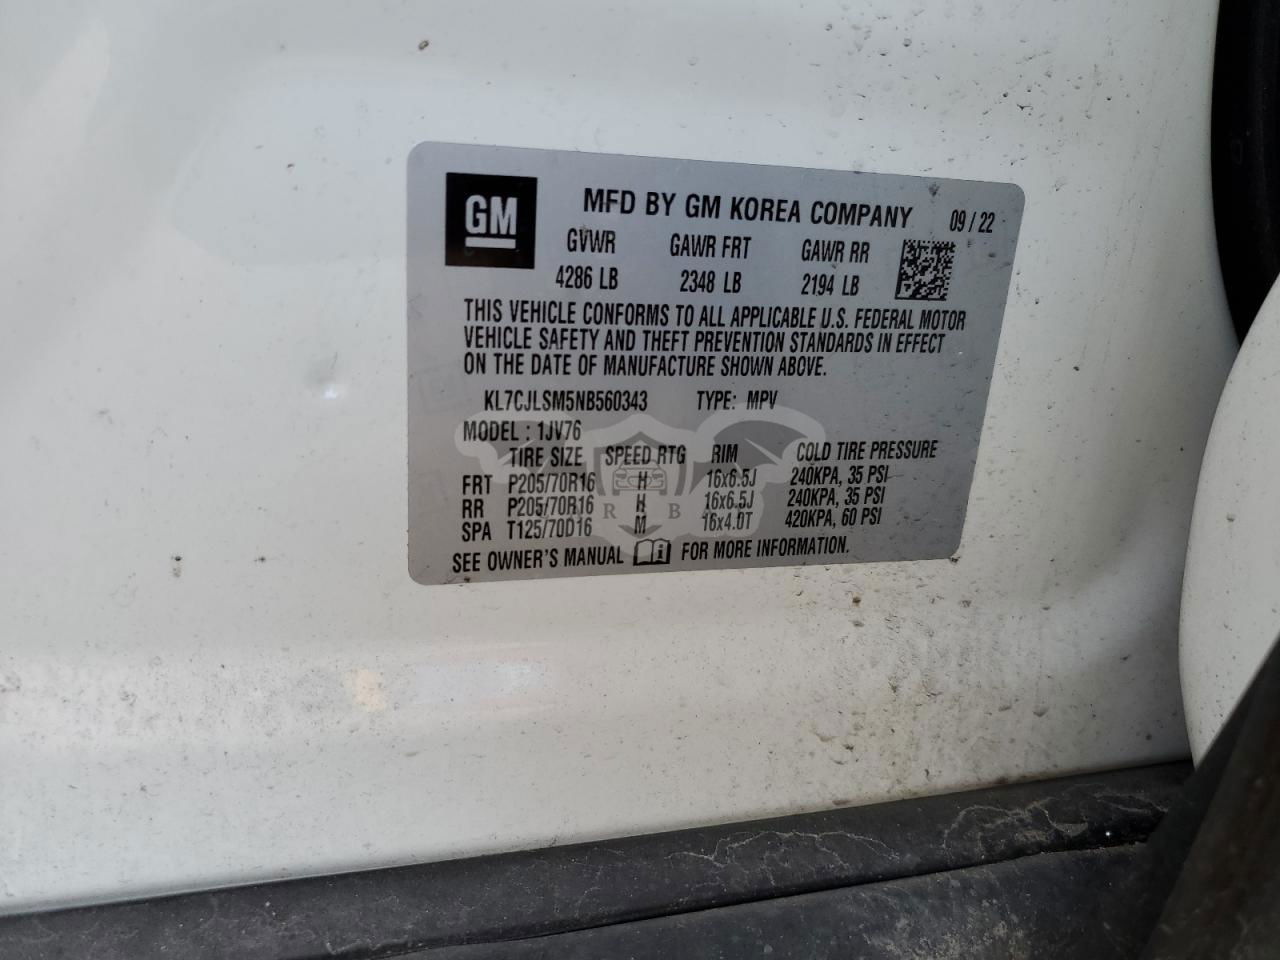 GM MFD BY GM KOREA COMPANY 09 / 22
GVWR GAWR FRT GAWR RR
4286 LB 2348 LB 2194 LB
THIS VEHICLE CONFORMS TO ALL APPLICABLE U.S. FEDERAL MOTOR
VEHICLE SAFETY AND THEFT PREVENTION STANDARDS IN EFFECT
ON THE DATE OF MANUFACTURE SHOWN ABOVE.
KL7CJLSM5NB560343 TYPE: MPV
MODEL : 1JV76
TIRE SIZE SPEED RTG RIM COLD TIRE PRESSURE
FRT P205/70R16 H 16x6.5J 240KPA, 35 PSI
RR P205/70R16 H 16x6.5J 240KPA, 35 PSI
SPA T125/70D16 M 16x4.0T 420KPA, 60 PSI
SEE OWNER'S MANUAL FOR MORE INFORMATION.